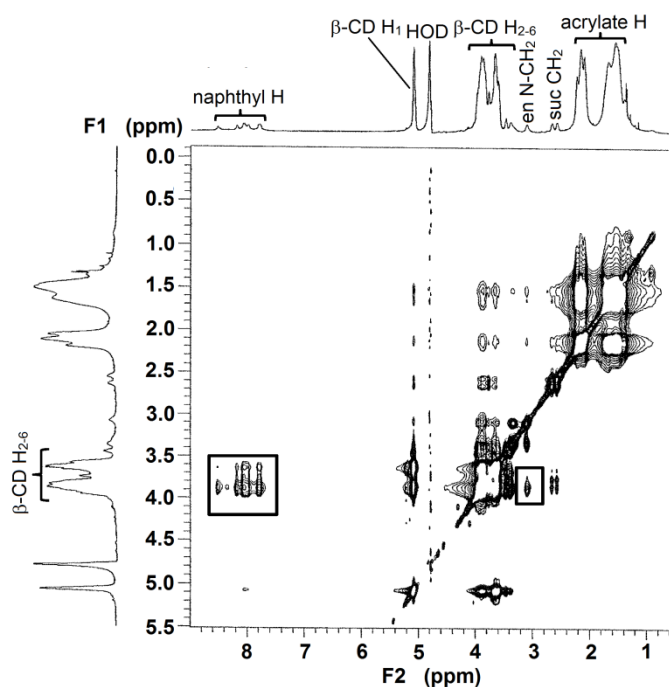 acrylate H
β-CD H₁
HOD
β-CD H₂₋₆
naphthyl H
en N-CH₂
suc CH₂
F1 (ppm)
0.0
0.5
1.0
1.5
2.0
2.5
3.0
3.5
4.0
4.5
5.0
5.5
β-CD H₂₋₆
8 7 6 5 4 3 2 1
F2 (ppm)